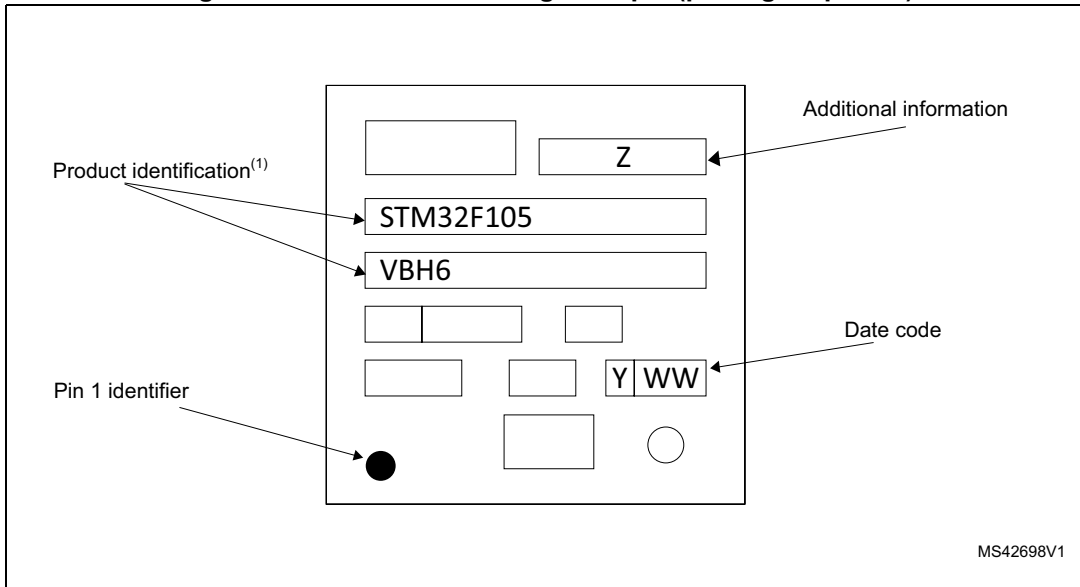 Additional information
Z
Product identification(1)
STM32F105
VBH6
Date code
Y WW
Pin 1 identifier
MS42698V1